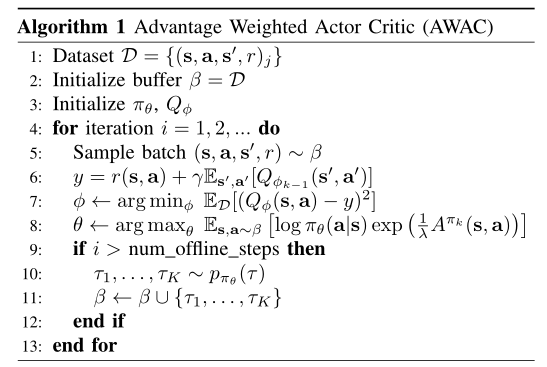 Algorithm 1 Advantage Weighted Actor Critic (AWAC)
1: Dataset 𝒟 = {(s, a, s′, r)ⱼ}
2: Initialize buffer β = 𝒟
3: Initialize π_θ, Q_ϕ
4: for iteration i = 1, 2, ... do
5: Sample batch (s, a, s′, r) ∼ β
6: y = r(s, a) + γ𝔼_{s′,a′}[Q_{ϕ_{k−1}}(s′, a′)]
7: ϕ ← arg min_ϕ 𝔼_𝒟[(Q_ϕ(s, a) − y)²]
8: θ ← arg max_θ 𝔼_{s,a∼β} [log π_θ(a|s) exp (1/λ A^{π_k}(s, a))]
9: if i > num_offline_steps then
10: τ₁, . . . , τ_K ∼ p_{π_θ}(τ)
11: β ← β ∪ {τ₁, . . . , τ_K}
12: end if
13: end for